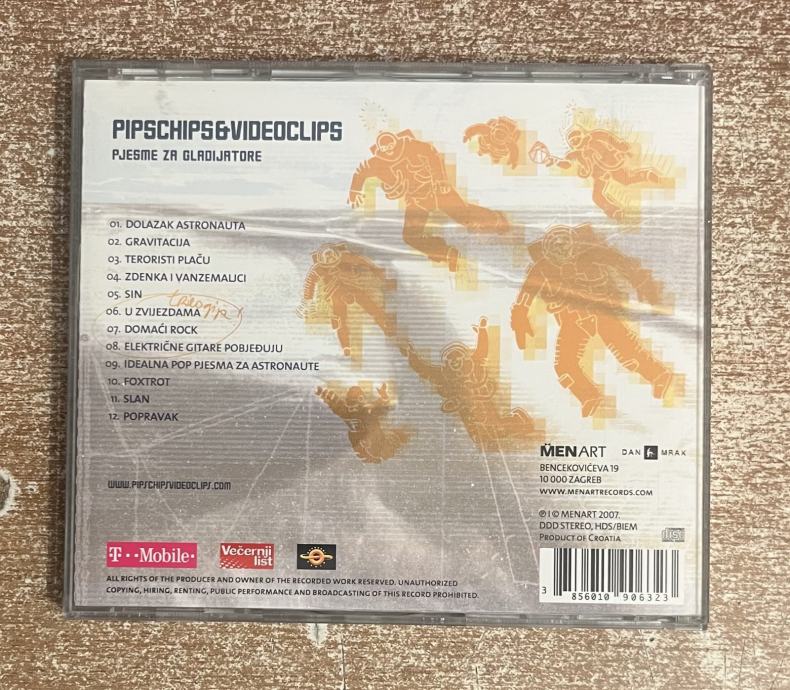 PIPSCHIPS&VIDEOCLIPS
PJESME ZA GLADIJATORE
01. DOLAZAK ASTRONAUTA
02. GRAVITACIJA
03. TERORISTI PLAČU
04. ZDENKA I VANZEMALJCI
05. SIN
trilogija
06. U ZVIJEZDAMA
07. DOMAĆI ROCK
08. ELEKTRIČNE GITARE POBJEĐUJU
09. IDEALNA POP PJESMA ZA ASTRONAUTE
10. FOXTROT
11. SLAN
12. POPRAVAK
WWW.PIPSCHIPSVIDEOCLIPS.COM
MENART DAN MRAK
BENCEKOVIĆEVA 19
10 000 ZAGREB
WWW.MENARTRECORDS.COM
℗ I © MENART 2007.
DDD STEREO, HDS/BIEM
PRODUCT OF CROATIA
T··Mobile·
Večernji
list
ALL RIGHTS OF THE PRODUCER AND OWNER OF THE RECORDED WORK RESERVED. UNAUTHORIZED
COPYING, HIRING, RENTING, PUBLIC PERFORMANCE AND BROADCASTING OF THIS RECORD PROHIBITED.
3 856010 906323